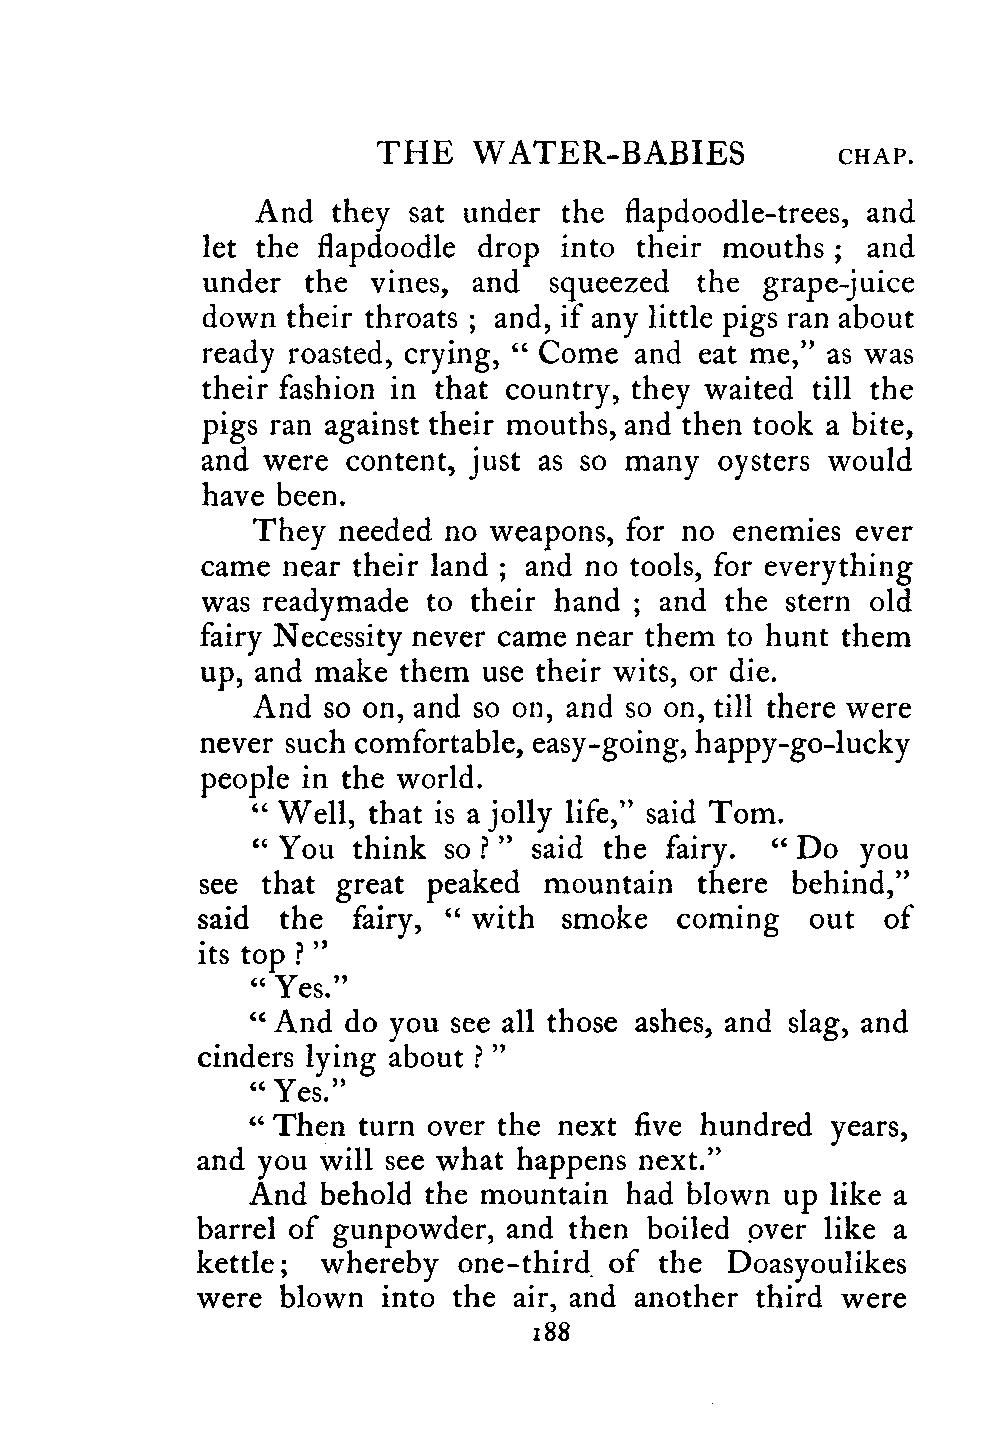 THE WATER-BABIES CHAP.
And they sat under the flapdoodle-trees, and
let the flapdoodle drop into their mouths ; and
under the vines, and squeezed the grape-juice
down their throats ; and, if any little pigs ran about
ready roasted, crying, “ Come and eat me,” as was
their fashion in that country, they waited till the
pigs ran against their mouths, and then took a bite,
and were content, just as so many oysters would
have been.
They needed no weapons, for no enemies ever
came near their land ; and no tools, for everything
was readymade to their hand ; and the stern old
fairy Necessity never came near them to hunt them
up, and make them use their wits, or die.
And so on, and so on, and so on, till there were
never such comfortable, easy-going, happy-go-lucky
people in the world.
“ Well, that is a jolly life,” said Tom.
“ You think so ? ” said the fairy. “ Do you
see that great peaked mountain there behind,”
said the fairy, “ with smoke coming out of
its top ? ”
“ Yes.”
“ And do you see all those ashes, and slag, and
cinders lying about ? ”
“ Yes.”
“ Then turn over the next five hundred years,
and you will see what happens next.”
And behold the mountain had blown up like a
barrel of gunpowder, and then boiled over like a
kettle ; whereby one-third of the Doasyoulikes
were blown into the air, and another third were
188